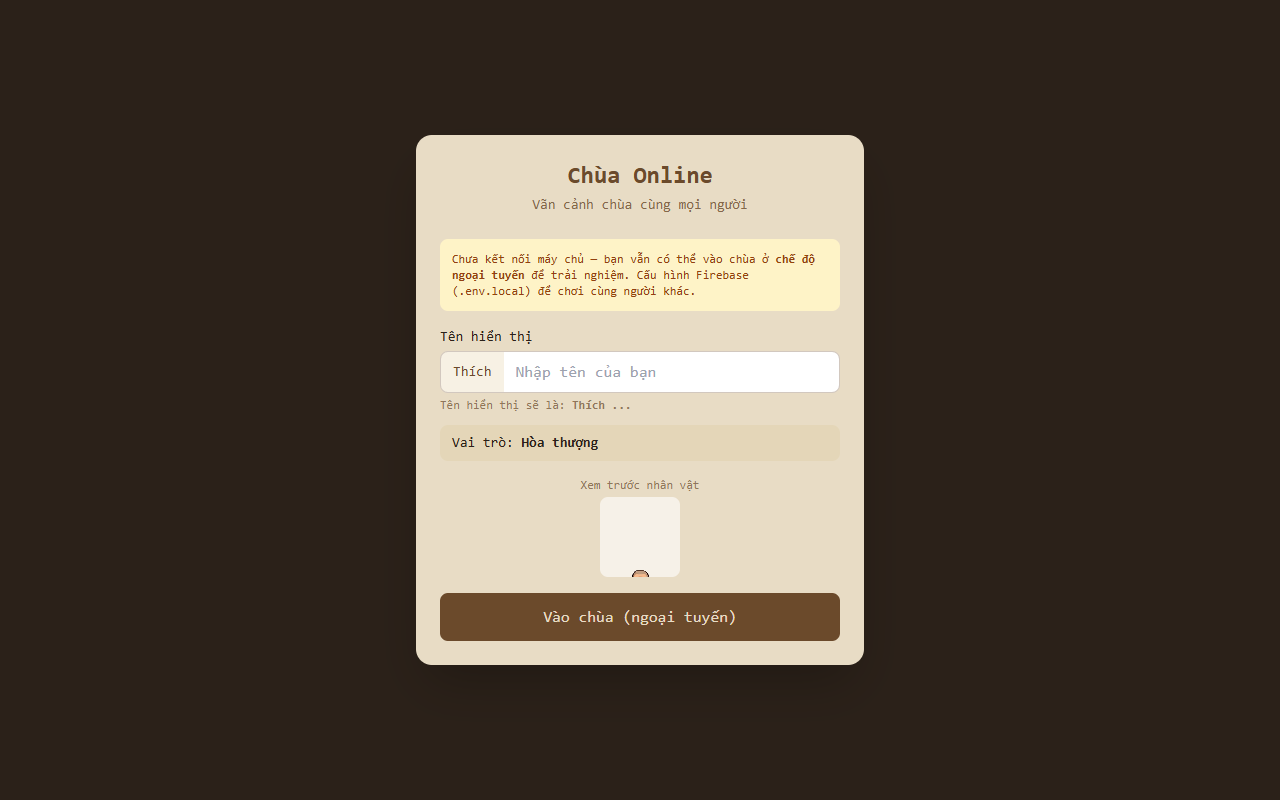 Chùa Online
Vãn cảnh chùa cùng mọi người
Chưa kết nối máy chủ — bạn vẫn có thể vào chùa ở chế độ
ngoại tuyến để trải nghiệm. Cấu hình Firebase
(.env.local) để chơi cùng người khác.
Tên hiển thị
Thích Nhập tên của bạn
Tên hiển thị sẽ là: Thích ...
Vai trò: Hòa thượng
Xem trước nhân vật
Vào chùa (ngoại tuyến)